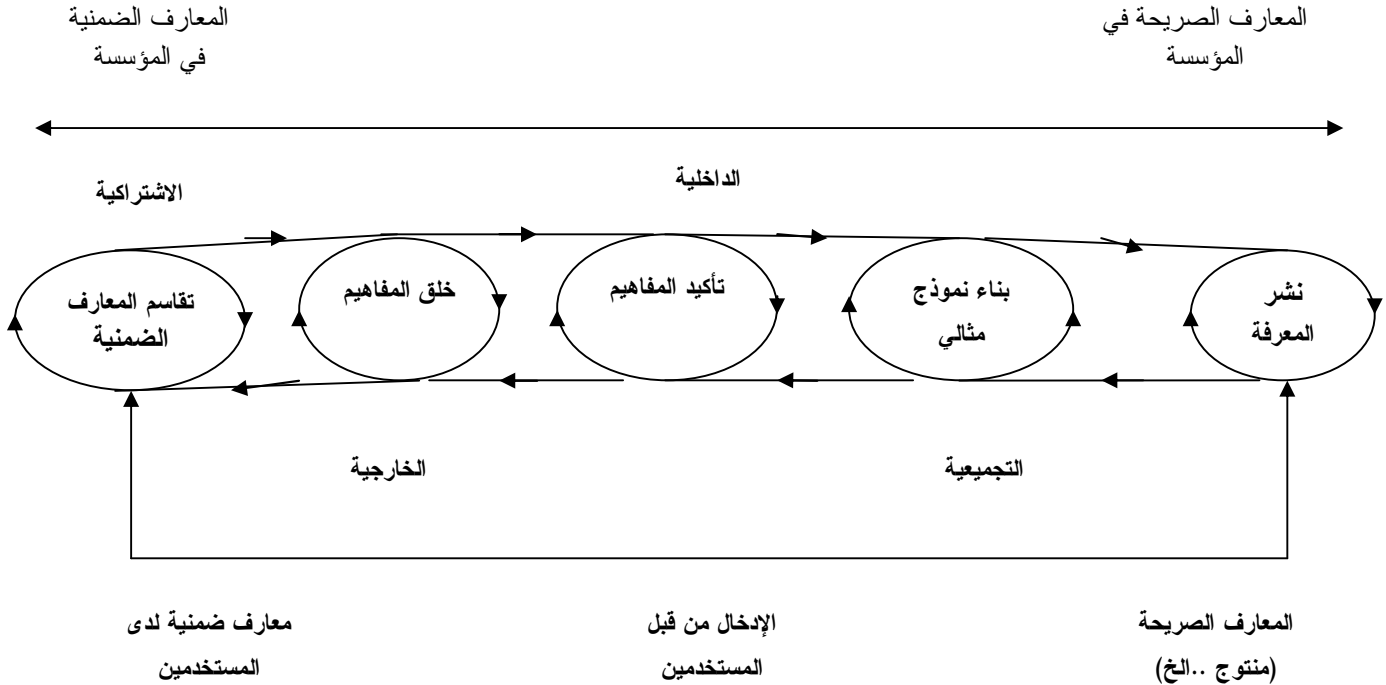 المعارف الصريحة في
المؤسسة
المعارف الضمنية
في المؤسسة
الداخلية
الاشتراكية
نشر
المعرفة
بناء نموذج
مثالي
تأكيد المفاهيم
خلق المفاهيم
تقاسم المعارف
الضمنية
التجميعية
الخارجية
المعارف الصريحة
(منتوج ..الخ)
الإدخال من قبل
المستخدمين
معارف ضمنية لدى
المستخدمين